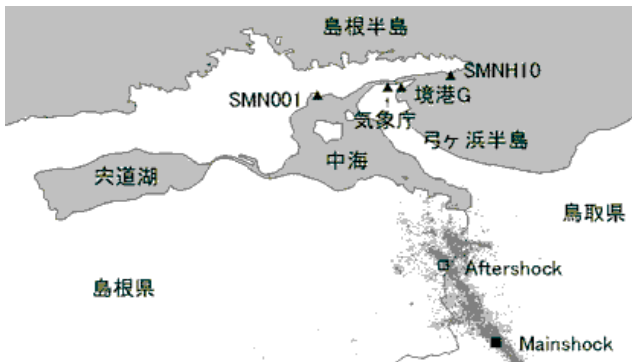 島根半島
SMNH10
SMN001
境港G
気象庁
弓ヶ浜半島
中海
宍道湖
鳥取県
Aftershock
島根県
Mainshock